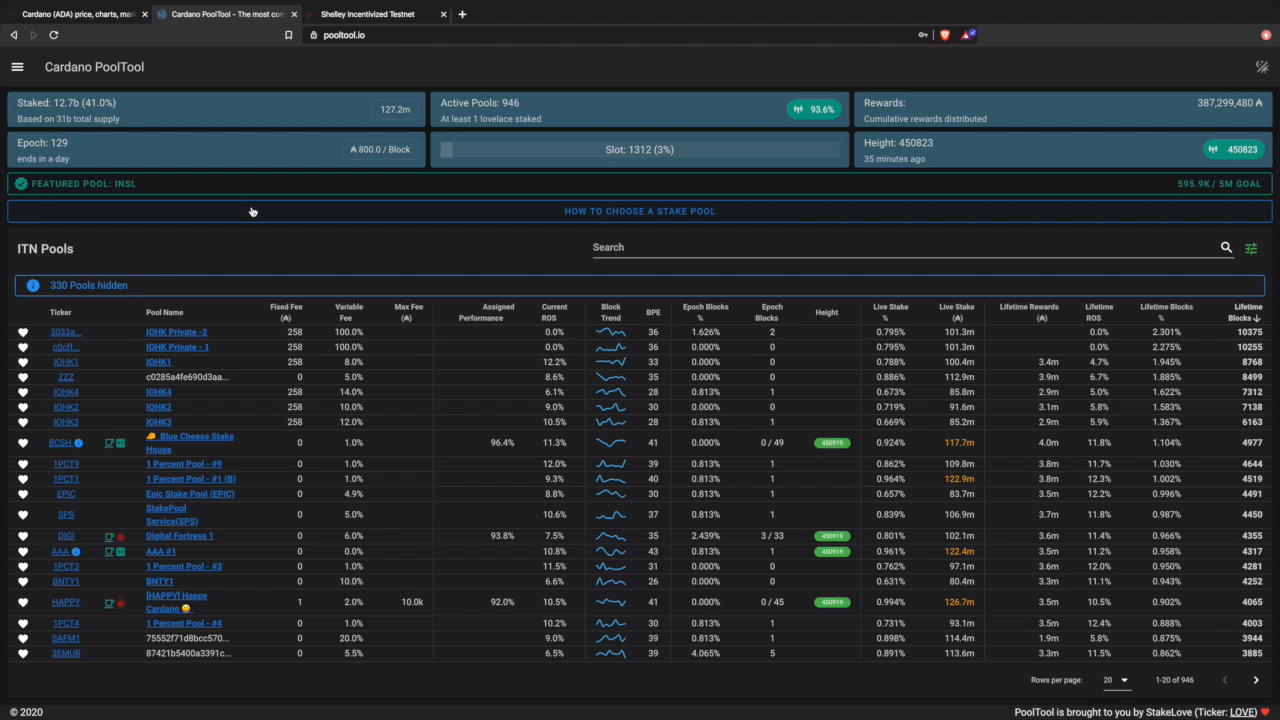 Cardano (ADA) price, charts, mar
Cardano PoolTool - The most co
Shelley Incentivized Testnet
pooltool.io
Cardano PoolTool
Staked: 12.7b (41.0%)
Based on 31b total supply
127.2m
Active Pools: 946
At least 1 lovelace staked
93.6%
Rewards:
Cumulative rewards distributed
387,299,480 ₳
Epoch: 129
ends in a day
₳ 800.0 / Block
Slot: 1312 (3%)
Height: 450823
35 minutes ago
450823
FEATURED POOL: INSL 595.9K / 5M GOAL
HOW TO CHOOSE A STAKE POOL
ITN Pools
Search
330 Pools hidden
Ticker Pool Name Fixed Fee (₳) Variable Fee Max Fee (₳) Assigned Performance Current ROS Block Trend BPE Epoch Blocks % Epoch Blocks Height Live Stake % Live Stake (₳) Lifetime Rewards (₳) Lifetime ROS Lifetime Blocks % Lifetime Blocks ↓
3033a... IOHK Private -2 258 100.0% 0.0% 36 1.626% 2 0.795% 101.3m 0.0% 2.301% 10375
c0cff... IOHK Private - 1 258 100.0% 0.0% 36 0.000% 0 0.795% 101.3m 0.0% 2.275% 10255
IOHK1 IOHK1 258 8.0% 12.2% 33 0.000% 0 0.788% 100.4m 3.4m 4.7% 1.945% 8768
ZZZ c0285a4fe690d3aa... 0 5.0% 8.6% 35 0.000% 0 0.886% 112.9m 3.9m 6.7% 1.885% 8499
IOHK4 IOHK4 258 14.0% 6.1% 28 0.813% 1 0.673% 85.8m 2.9m 5.0% 1.622% 7312
IOHK2 IOHK2 258 10.0% 9.0% 30 0.000% 0 0.719% 91.6m 3.1m 5.8% 1.583% 7138
IOHK3 IOHK3 258 12.0% 10.5% 28 0.813% 1 0.669% 85.2m 2.9m 5.9% 1.367% 6163
BCSH 🧀 Blue Cheese Stake House 0 1.0% 96.4% 11.3% 41 0.000% 0 / 49 450919 0.924% 117.7m 4.0m 11.8% 1.104% 4977
1PCT9 1 Percent Pool - #9 0 1.0% 12.0% 39 0.813% 1 0.862% 109.8m 3.8m 11.7% 1.030% 4644
1PCT1 1 Percent Pool - #1 (B) 0 1.0% 9.3% 40 0.813% 1 0.964% 122.9m 3.8m 12.3% 1.002% 4519
EPIC Epic Stake Pool (EPIC) 0 4.9% 8.8% 30 0.813% 1 0.657% 83.7m 3.5m 12.2% 0.996% 4491
SPS StakePool Service(SPS) 0 5.0% 10.6% 37 0.813% 1 0.839% 106.9m 3.7m 11.8% 0.987% 4450
DIGI Digital Fortress 1 0 6.0% 93.8% 7.5% 35 2.439% 3 / 33 450919 0.801% 102.1m 3.6m 11.4% 0.966% 4355
AAA AAA #1 0 0.0% 10.8% 43 0.813% 1 450919 0.961% 122.4m 3.5m 11.2% 0.958% 4317
1PCT3 1 Percent Pool - #3 0 1.0% 11.5% 31 0.000% 0 0.762% 97.1m 3.6m 12.0% 0.950% 4281
BNTY1 BNTY1 0 10.0% 6.6% 26 0.000% 0 0.631% 80.4m 3.3m 11.1% 0.943% 4252
HAPPY [HAPPY] Happy Cardano 😀 1 2.0% 10.0k 92.0% 10.5% 41 0.000% 0 / 45 450919 0.994% 126.7m 3.5m 10.5% 0.902% 4065
1PCT4 1 Percent Pool - #4 0 1.0% 10.2% 30 0.813% 1 0.731% 93.1m 3.5m 12.4% 0.888% 4003
SAFM1 75552f71d8bcc570... 0 20.0% 9.0% 39 0.813% 1 0.898% 114.4m 1.9m 5.8% 0.875% 3944
3EMUR 87421b5400a3391c... 0 5.5% 6.5% 39 4.065% 5 0.891% 113.6m 3.3m 11.5% 0.862% 3885
Rows per page: 20 1-20 of 946
© 2020 PoolTool is brought to you by StakeLove (Ticker: LOVE) ❤